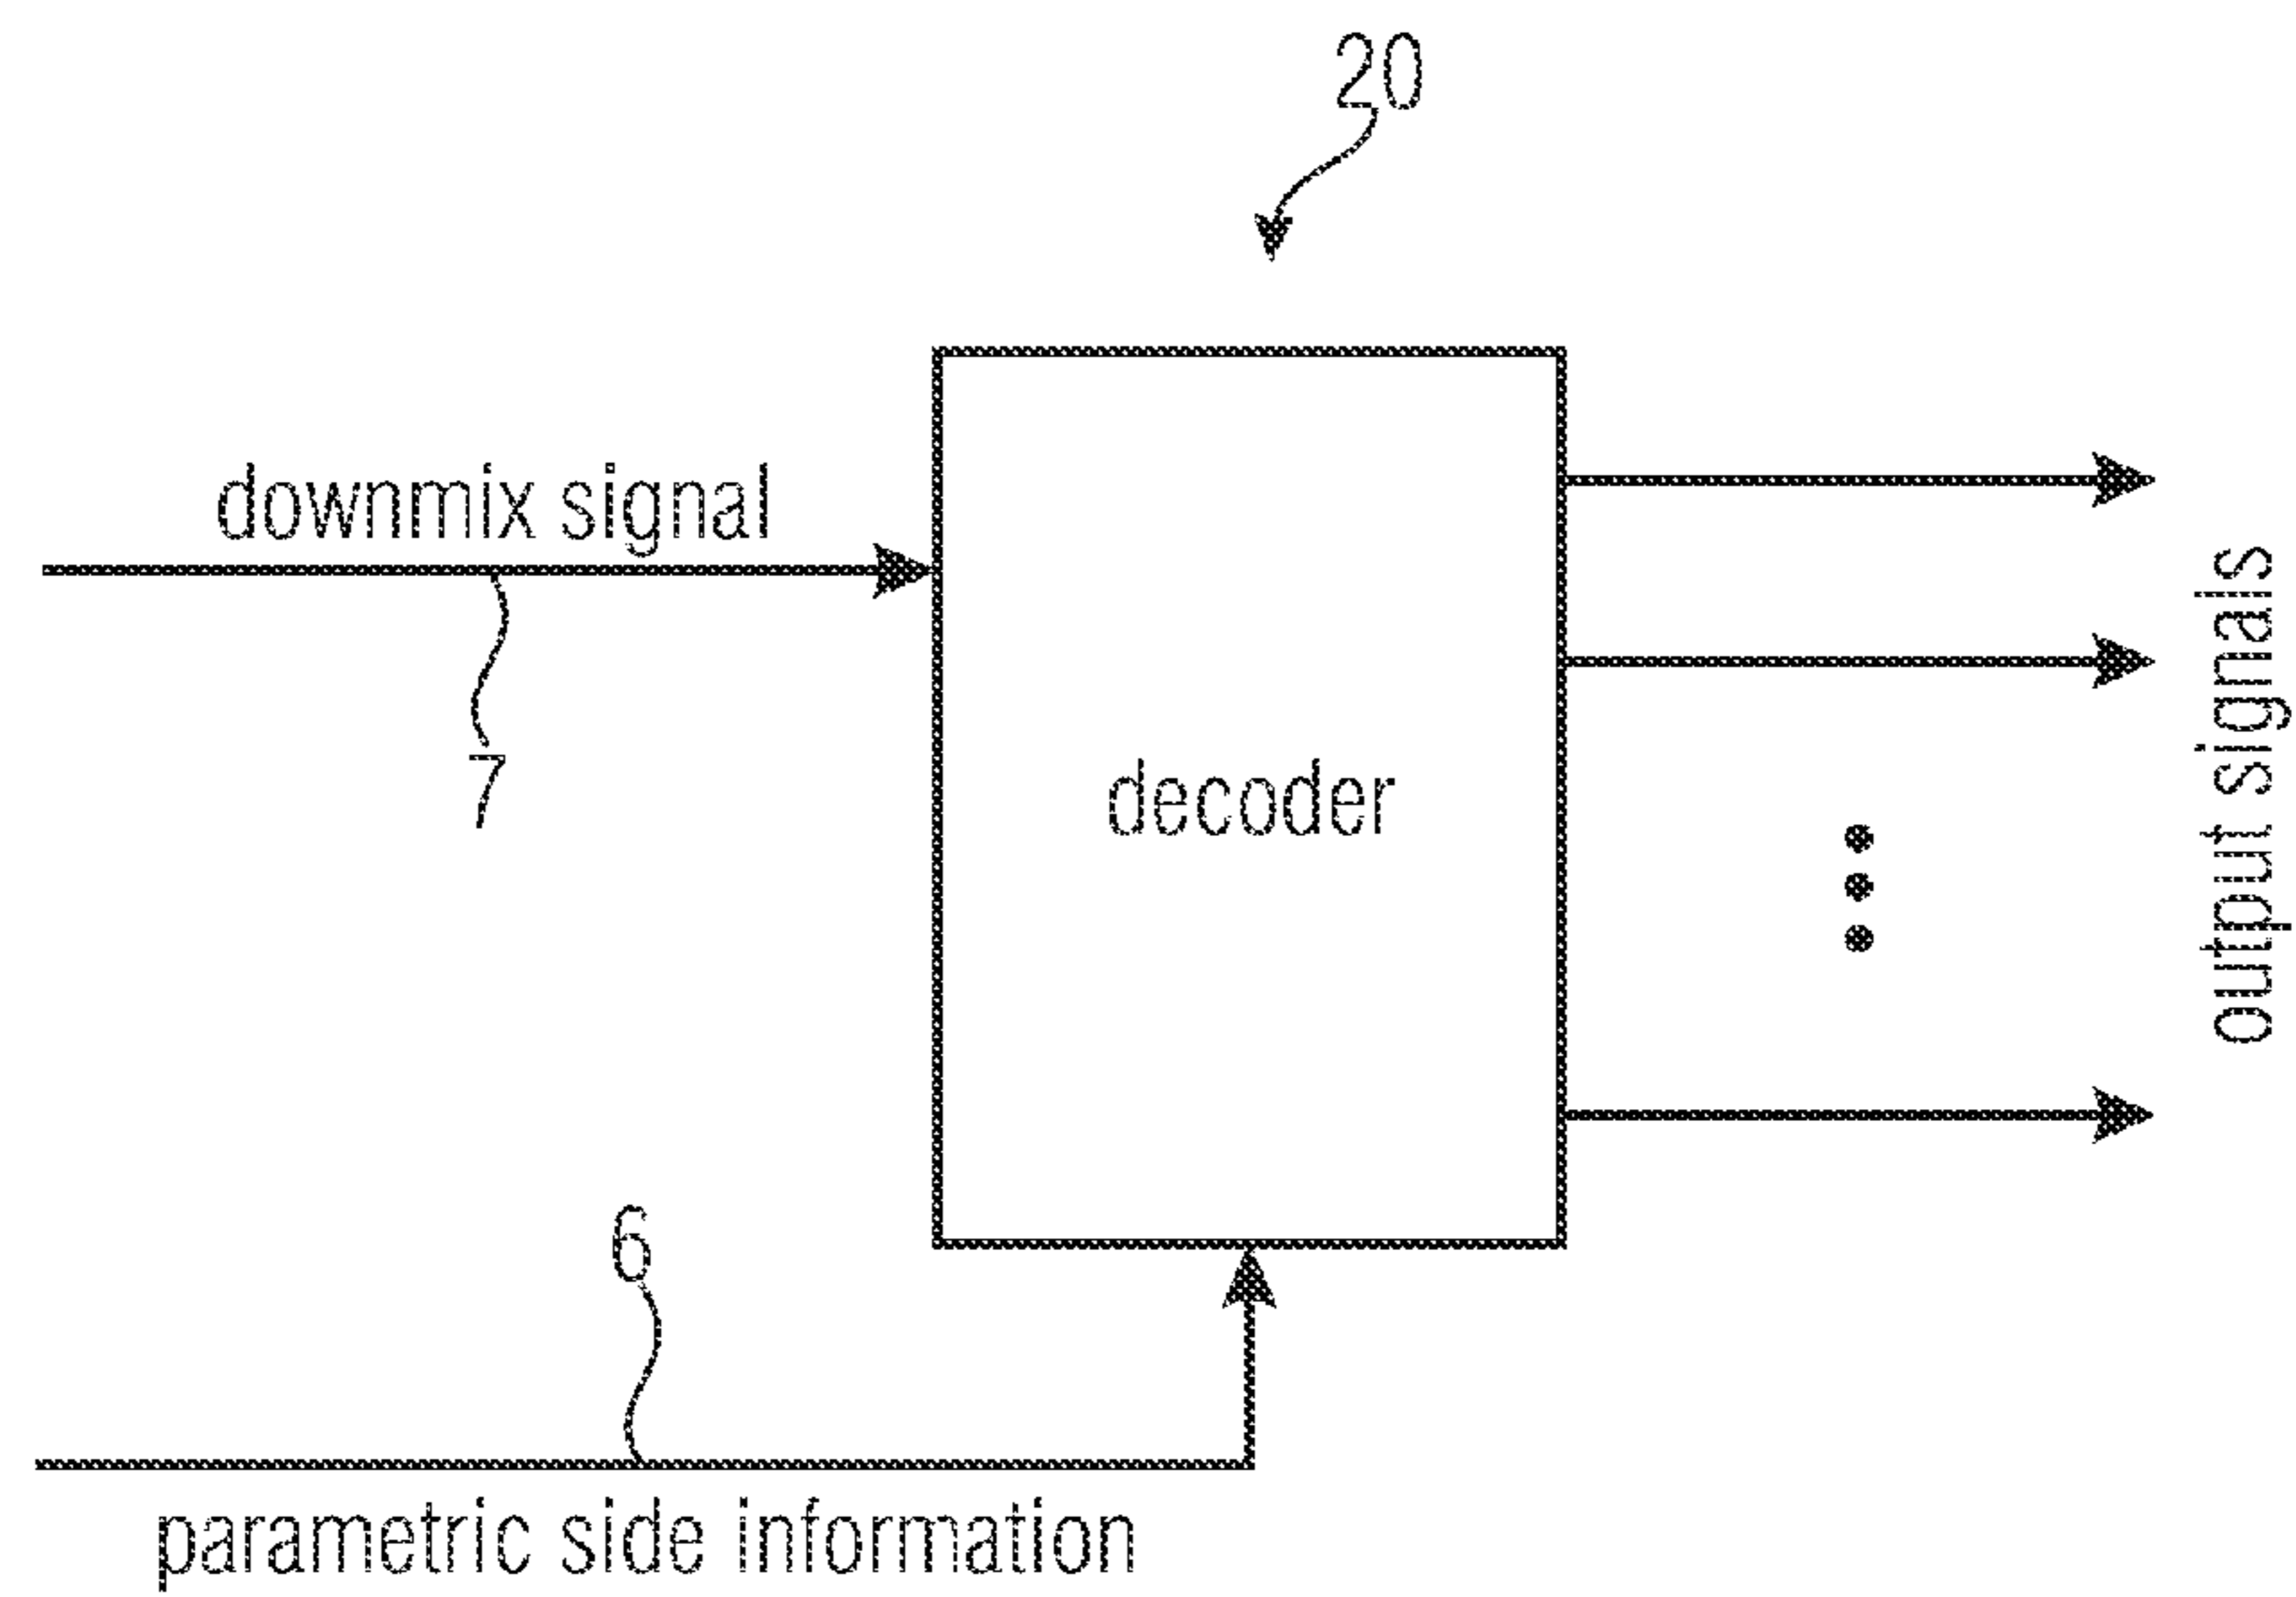 20
downmix signal
7
decoder
output signals
6
parametric side information